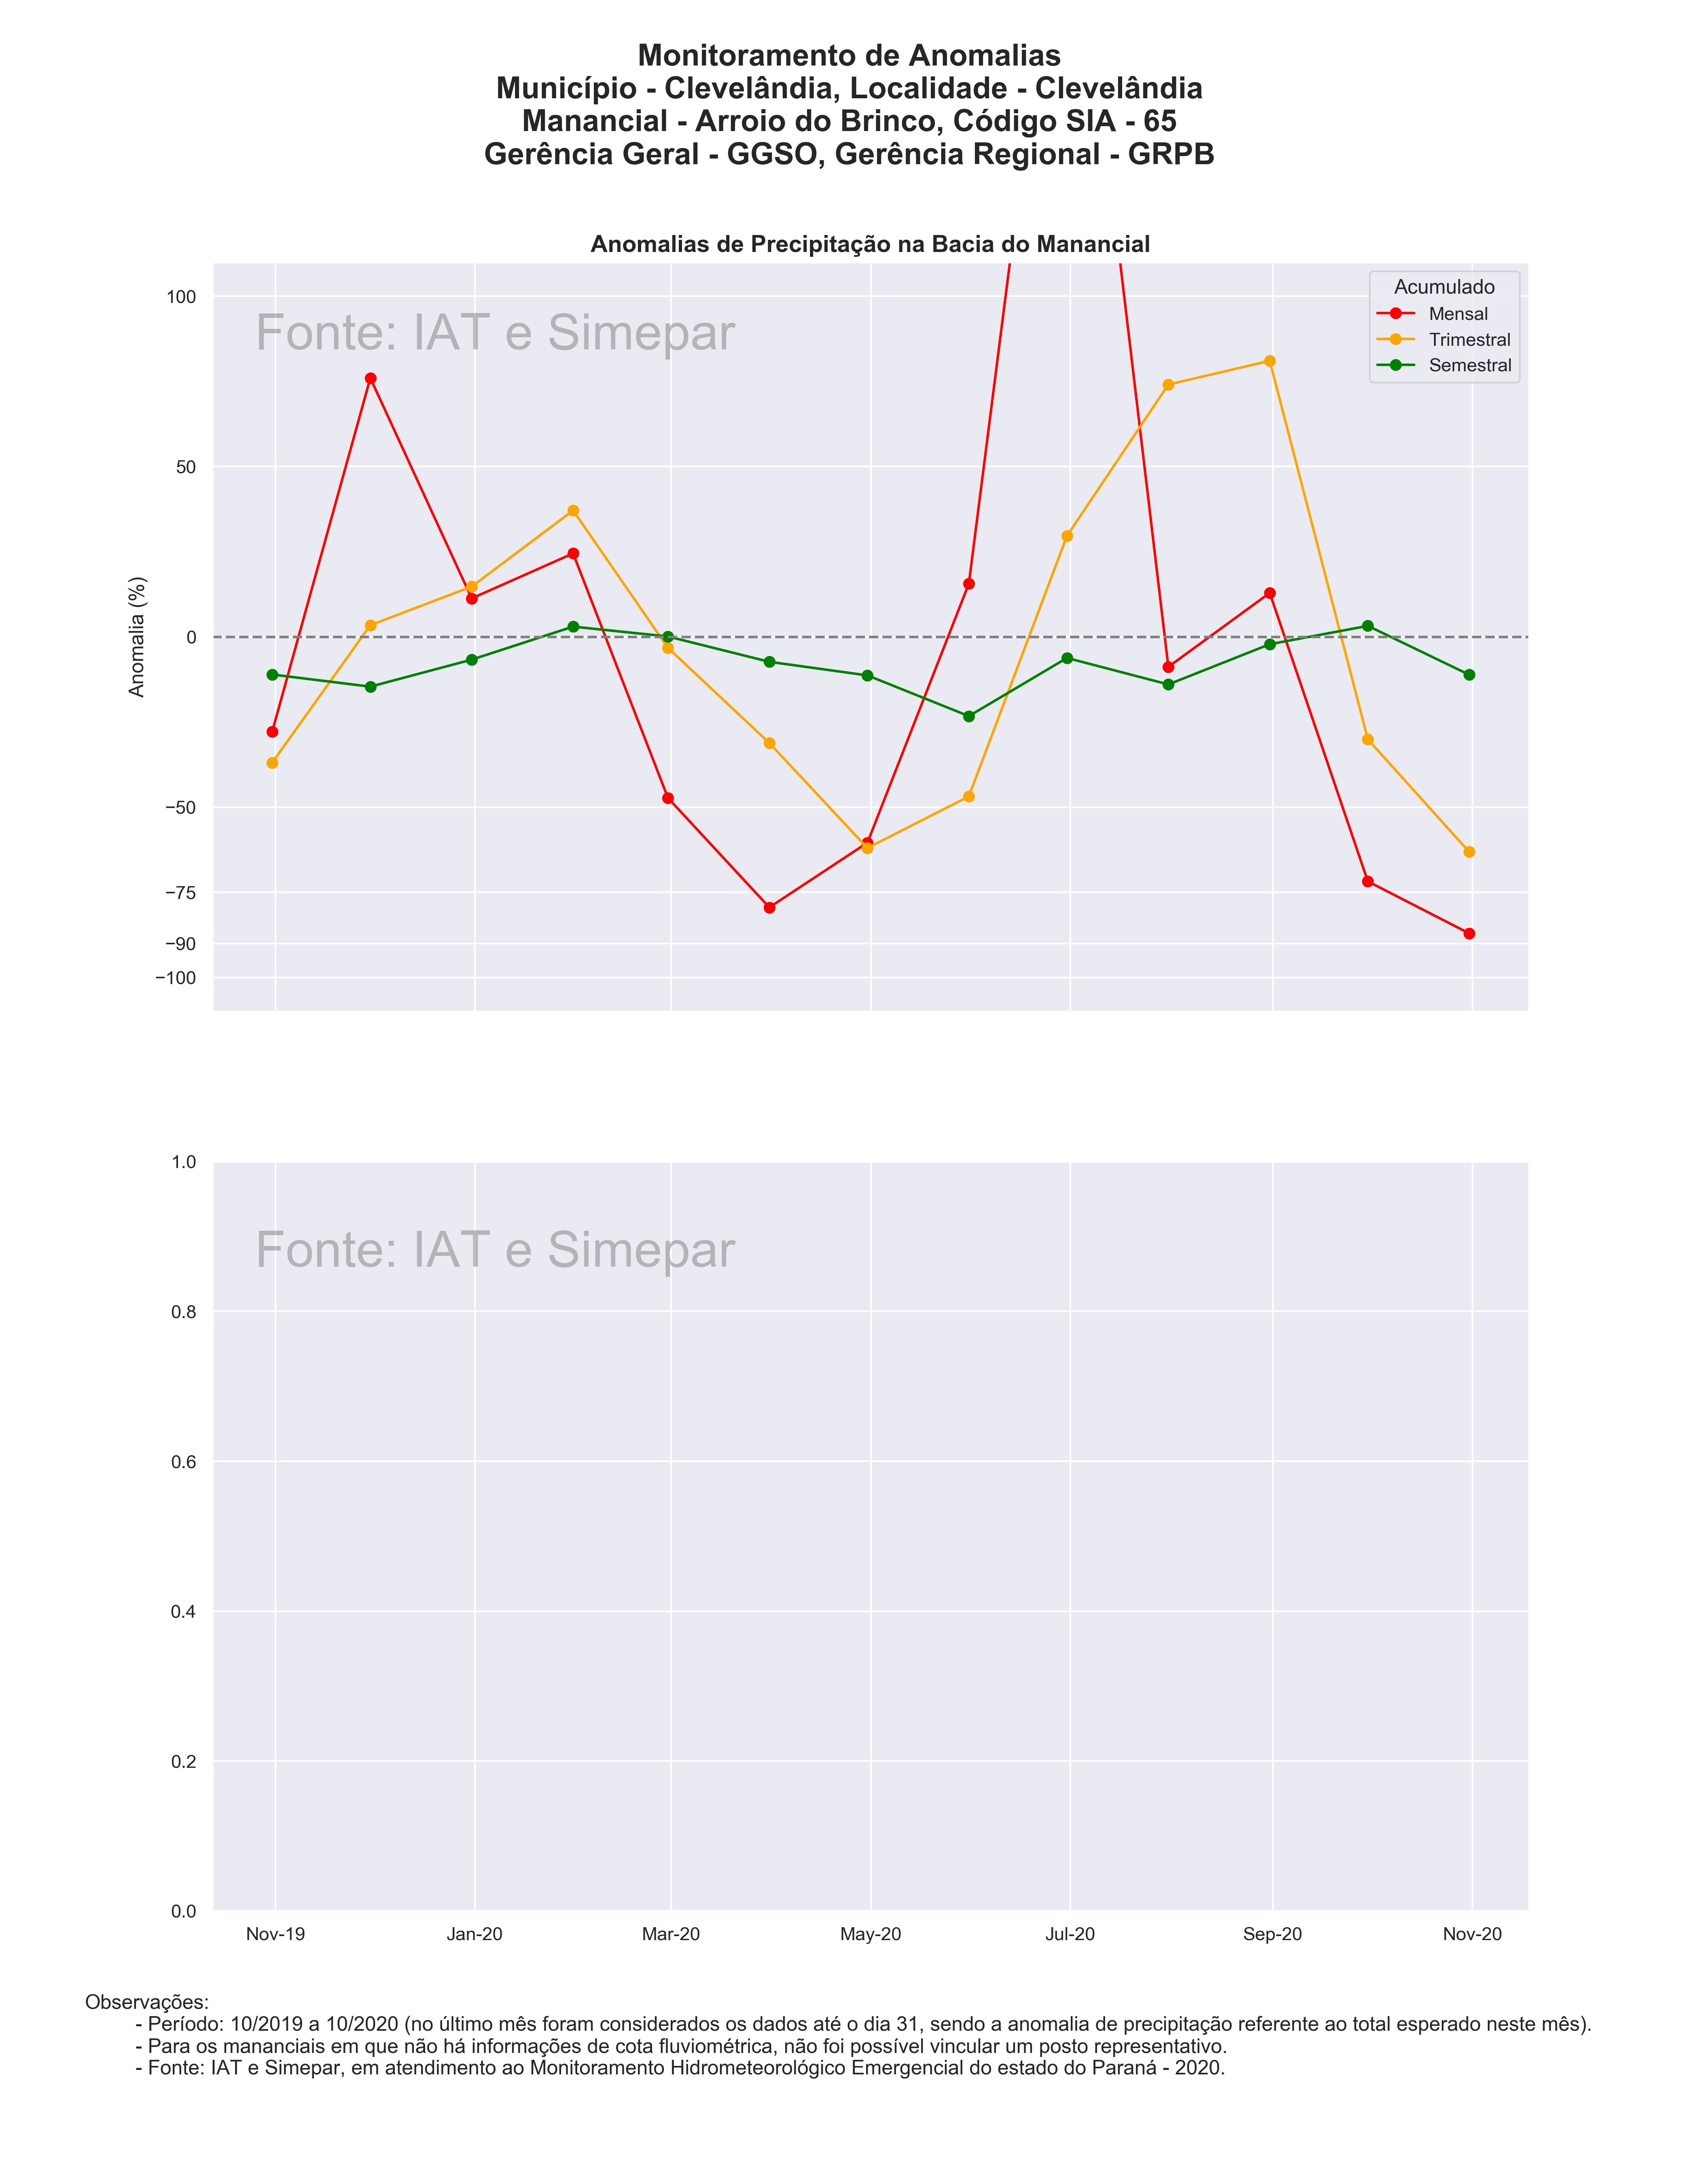 Monitoramento de Anomalias
Município - Clevelândia, Localidade - Clevelândia
Manancial - Arroio do Brinco, Código SIA - 65
Gerência Geral - GGSO, Gerência Regional - GRPB
Anomalias de Precipitação na Bacia do Manancial
Fonte: IAT e Simepar
Acumulado
Mensal
Trimestral
Semestral
Anomalia (%)
100
50
0
−50
−75
−90
−100
Fonte: IAT e Simepar
1.0
0.8
0.6
0.4
0.2
0.0
Nov-19 Jan-20 Mar-20 May-20 Jul-20 Sep-20 Nov-20
Observações:
- Período: 10/2019 a 10/2020 (no último mês foram considerados os dados até o dia 31, sendo a anomalia de precipitação referente ao total esperado neste mês).
- Para os mananciais em que não há informações de cota fluviométrica, não foi possível vincular um posto representativo.
- Fonte: IAT e Simepar, em atendimento ao Monitoramento Hidrometeorológico Emergencial do estado do Paraná - 2020.